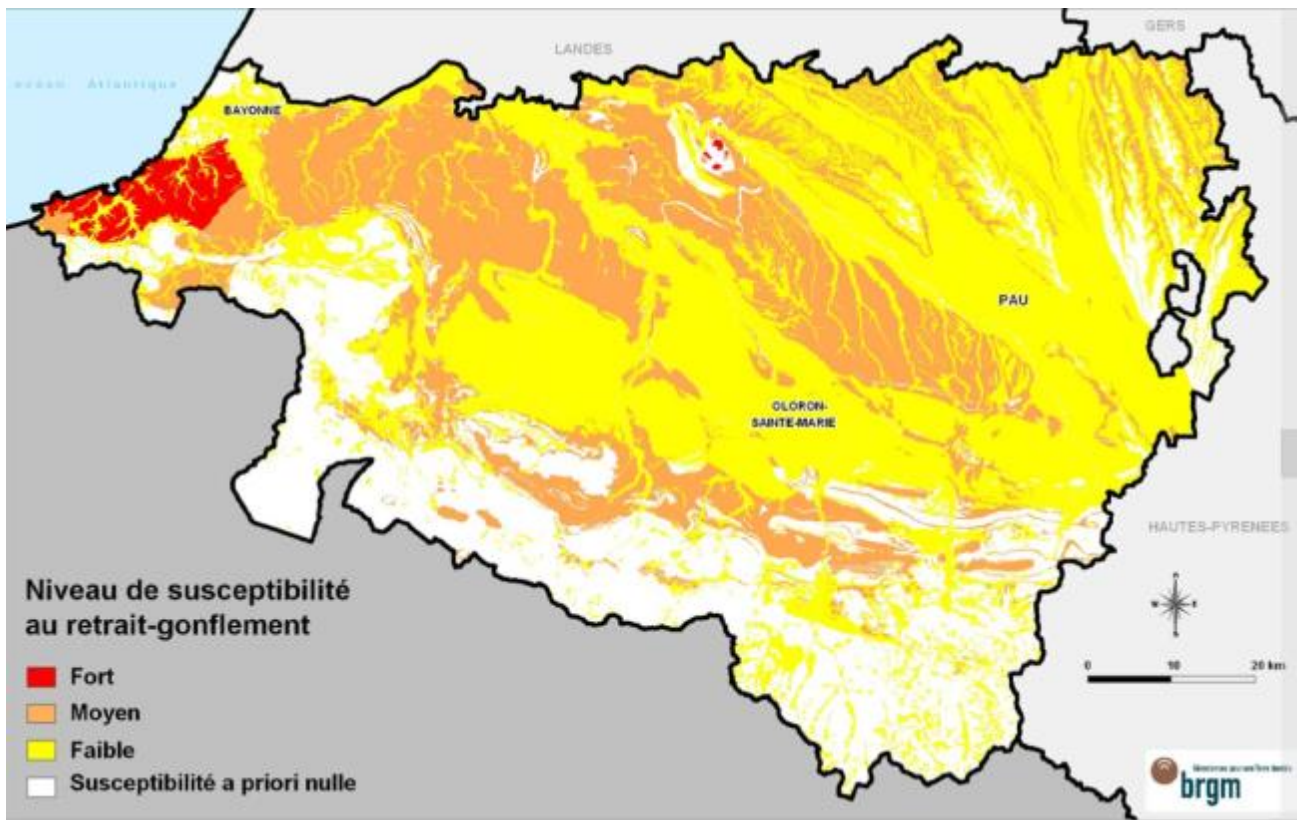 GERS
LANDES
océan Atlantique
BAYONNE
PAU
OLORON-
SAINTE-MARIE
HAUTES-PYRENEES
Niveau de susceptibilité
au retrait-gonflement
Fort
Moyen
Faible
Susceptibilité a priori nulle
N
W E
S
0 10 20 km
brgm